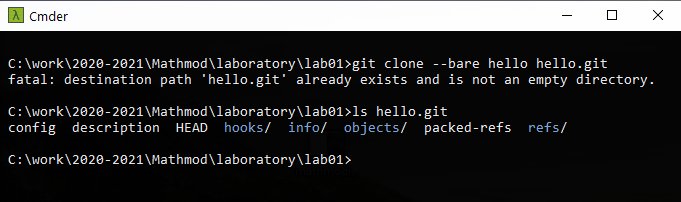 Cmder
C:\work\2020-2021\Mathmod\laboratory\lab01>git clone --bare hello hello.git
fatal: destination path 'hello.git' already exists and is not an empty directory.
C:\work\2020-2021\Mathmod\laboratory\lab01>ls hello.git
config  description  HEAD  hooks/  info/  objects/  packed-refs  refs/
C:\work\2020-2021\Mathmod\laboratory\lab01>